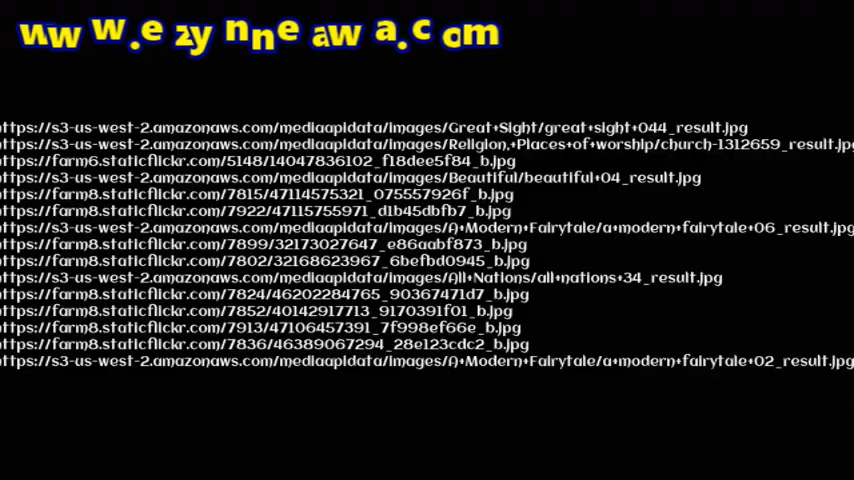 www.ezynneawa.com
ttps://s3-us-west-2.amazonaws.com/mediaapidata/images/Great+Sight/great+sight+044_result.jpg
ttps://s3-us-west-2.amazonaws.com/mediaapidata/images/Religion,+Places+of+worship/church-1312659_result.jpg
ttps://farm6.staticflickr.com/5148/14047836102_f18dee5f84_b.jpg
ttps://s3-us-west-2.amazonaws.com/mediaapidata/images/Beautiful/beautiful+04_result.jpg
ttps://farm8.staticflickr.com/7815/47114575321_075557926f_b.jpg
ttps://farm8.staticflickr.com/7922/47115755971_d1b45dbfb7_b.jpg
ttps://s3-us-west-2.amazonaws.com/mediaapidata/images/A+Modern+Fairytale/a+modern+fairytale+06_result.jpg
ttps://farm8.staticflickr.com/7899/32173027647_e86aabf873_b.jpg
ttps://farm8.staticflickr.com/7802/32168623967_6befbd0945_b.jpg
ttps://s3-us-west-2.amazonaws.com/mediaapidata/images/All+Nations/all+nations+34_result.jpg
ttps://farm8.staticflickr.com/7824/46202284765_90367471d7_b.jpg
ttps://farm8.staticflickr.com/7852/40142917713_9170391f01_b.jpg
ttps://farm8.staticflickr.com/7913/47106457391_7f998ef66e_b.jpg
ttps://farm8.staticflickr.com/7836/46389067294_28e123cdc2_b.jpg
ttps://s3-us-west-2.amazonaws.com/mediaapidata/images/A+Modern+Fairytale/a+modern+fairytale+02_result.jpg